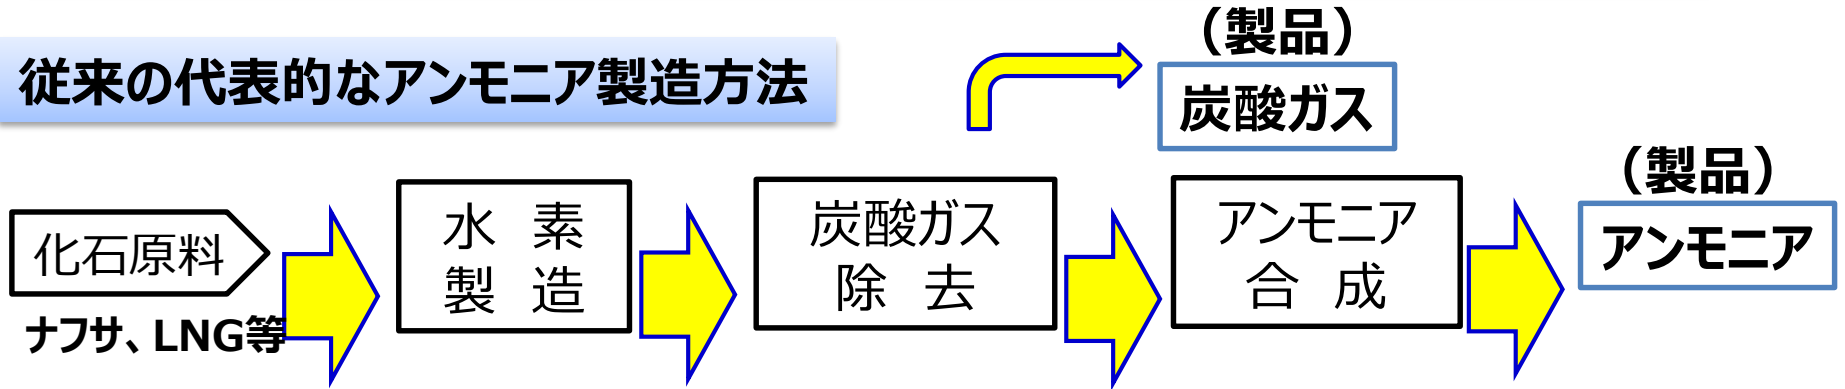 従来の代表的なアンモニア製造方法
（製品）
炭酸ガス
化石原料
ナフサ、LNG等
水 素
製 造
炭酸ガス
除 去
アンモニア
合 成
（製品）
アンモニア